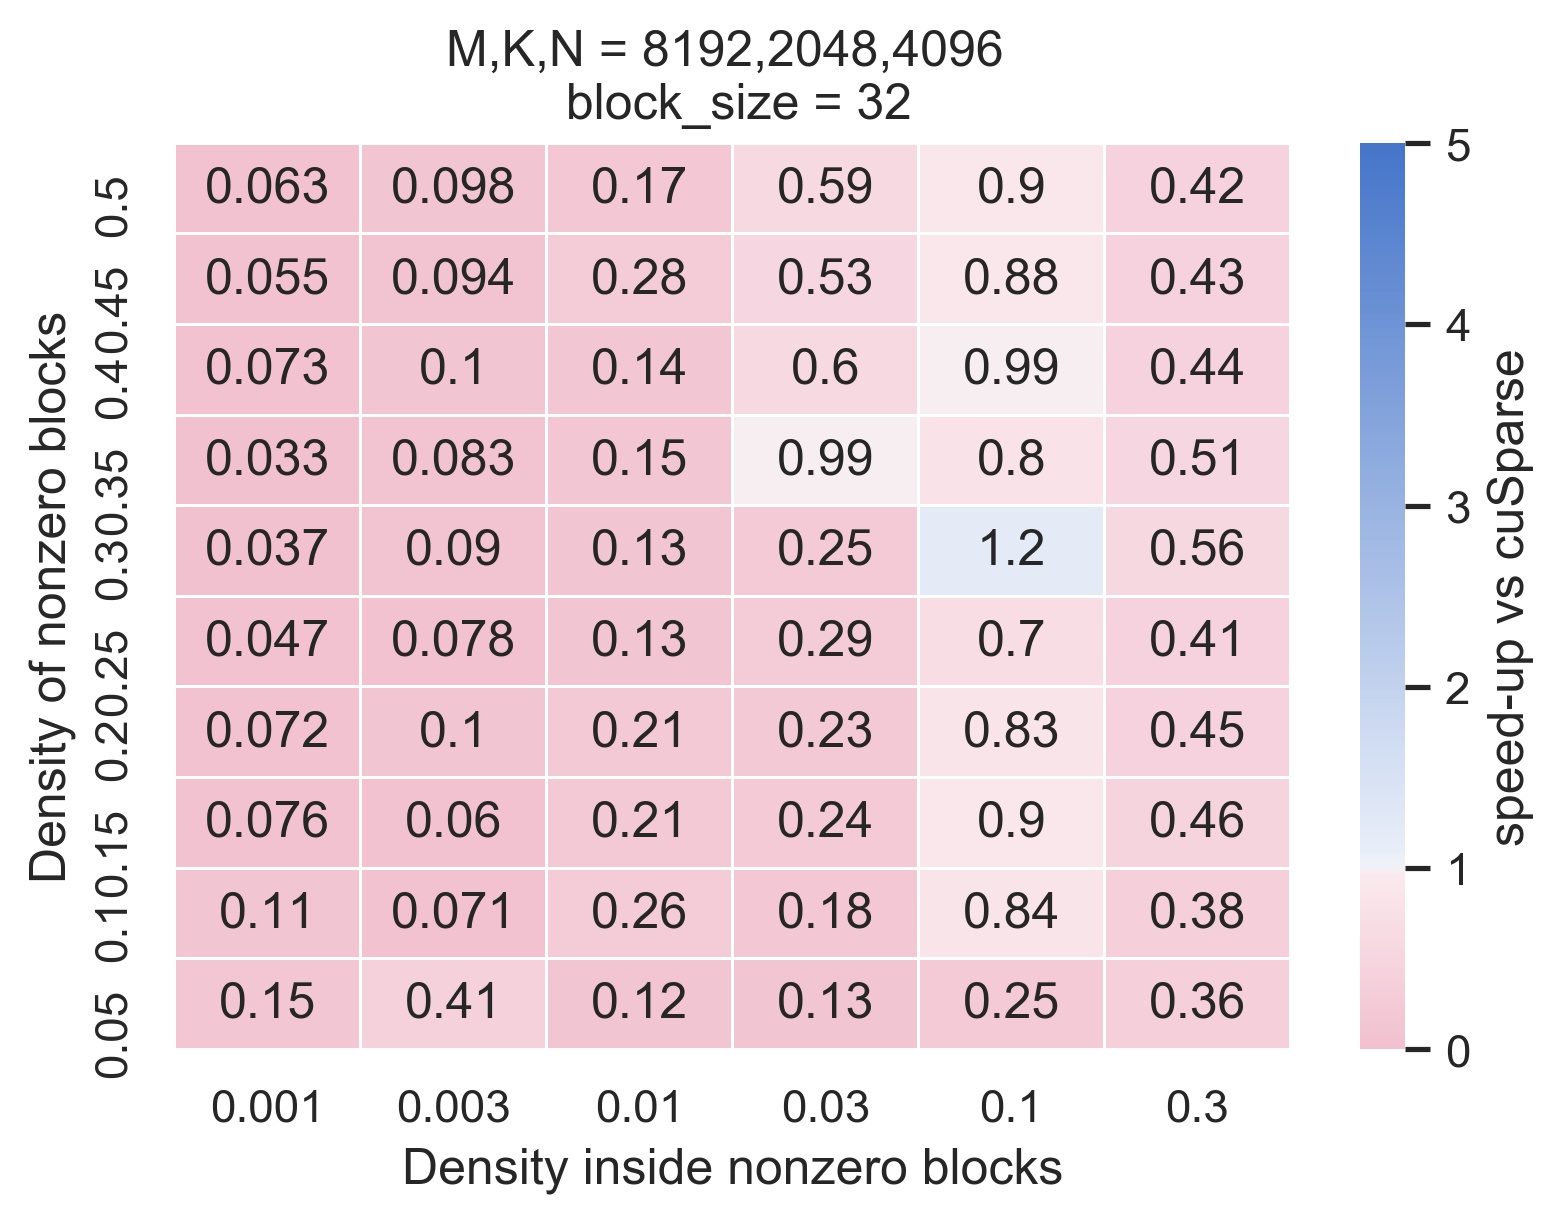 M,K,N = 8192,2048,4096
block_size = 32
Density of nonzero blocks
0.5 0.063 0.098 0.17 0.59 0.9 0.42
0.45 0.055 0.094 0.28 0.53 0.88 0.43
0.4 0.073 0.1 0.14 0.6 0.99 0.44
0.35 0.033 0.083 0.15 0.99 0.8 0.51
0.3 0.037 0.09 0.13 0.25 1.2 0.56
0.25 0.047 0.078 0.13 0.29 0.7 0.41
0.2 0.072 0.1 0.21 0.23 0.83 0.45
0.15 0.076 0.06 0.21 0.24 0.9 0.46
0.1 0.11 0.071 0.26 0.18 0.84 0.38
0.05 0.15 0.41 0.12 0.13 0.25 0.36
0.001 0.003 0.01 0.03 0.1 0.3
Density inside nonzero blocks
5
4
3
2
1
0
speed-up vs cuSparse